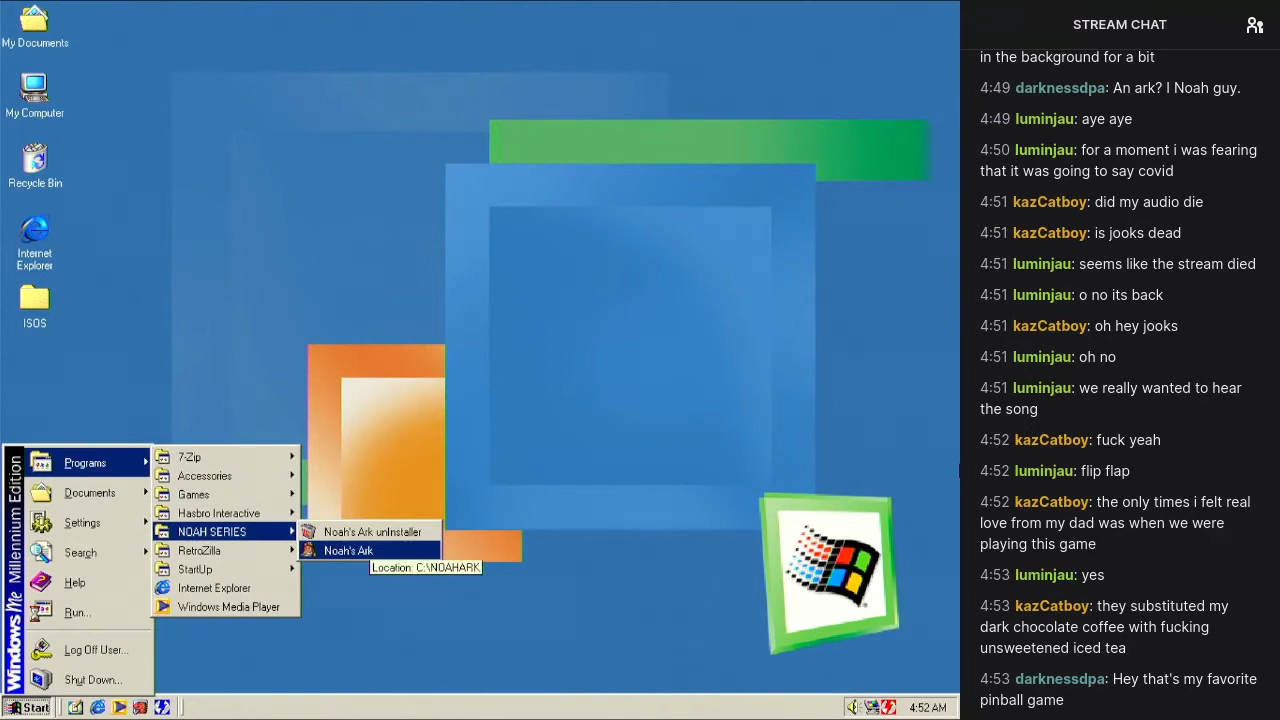 My Documents
My Computer
Recycle Bin
Internet
Explorer
ISOS
Windows Me Millennium Edition
Programs
Documents
Settings
Search
Help
Run...
Log Off User...
Shut Down...
7-Zip
Accessories
Games
Hasbro Interactive
NOAH SERIES
RetroZilla
StartUp
Internet Explorer
Windows Media Player
Noah's Ark unInstaller
Noah's Ark
Location: C:\NOAHARK
Start
4:52 AM
STREAM CHAT
in the background for a bit
4:49 darknessdpa: An ark? I Noah guy.
4:49 luminjau: aye aye
4:50 luminjau: for a moment i was fearing
that it was going to say covid
4:51 kazCatboy: did my audio die
4:51 kazCatboy: is jooks dead
4:51 luminjau: seems like the stream died
4:51 luminjau: o no its back
4:51 kazCatboy: oh hey jooks
4:51 luminjau: oh no
4:51 luminjau: we really wanted to hear
the song
4:52 kazCatboy: fuck yeah
4:52 luminjau: flip flap
4:52 kazCatboy: the only times i felt real
love from my dad was when we were
playing this game
4:53 luminjau: yes
4:53 kazCatboy: they substituted my
dark chocolate coffee with fucking
unsweetened iced tea
4:53 darknessdpa: Hey that's my favorite
pinball game